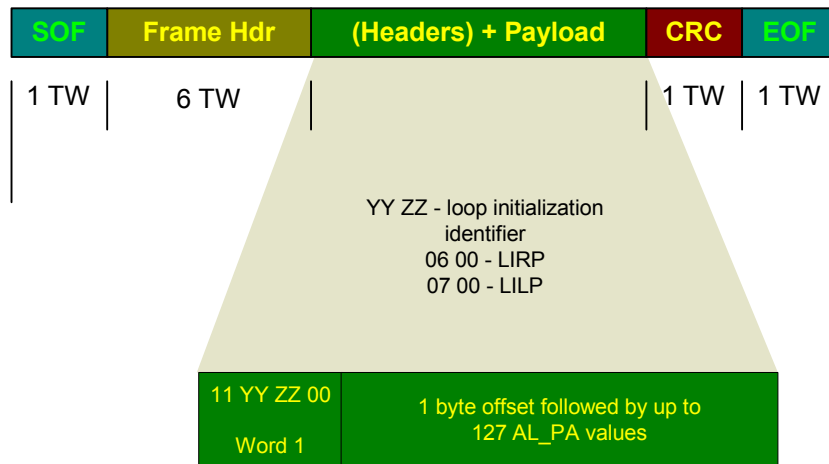 SOF Frame Hdr (Headers) + Payload CRC EOF
1 TW 6 TW 1 TW 1 TW
YY ZZ - loop initialization
identifier
06 00 - LIRP
07 00 - LILP
11 YY ZZ 00
Word 1
1 byte offset followed by up to
127 AL_PA values